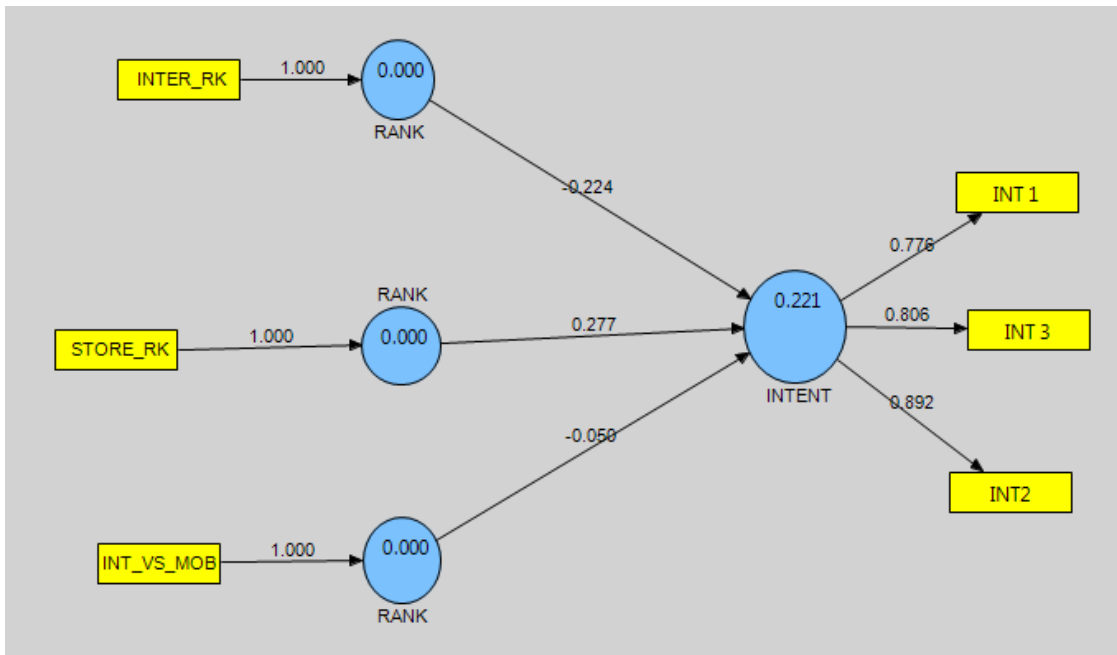 INTER_RK
1.000
0.000
RANK
-0.224
INT 1
0.776
RANK
STORE_RK
1.000
0.000
0.277
0.221
INTENT
0.806
INT 3
0.892
INT2
-0.050
INT_VS_MOB
1.000
0.000
RANK